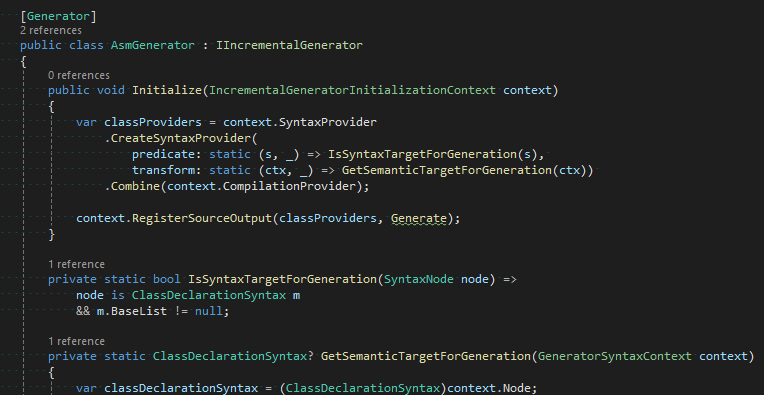 [Generator]
2 references
public class AsmGenerator : IIncrementalGenerator
{
0 references
public void Initialize(IncrementalGeneratorInitializationContext context)
{
var classProviders = context.SyntaxProvider
.CreateSyntaxProvider(
predicate: static (s, _) => IsSyntaxTargetForGeneration(s),
transform: static (ctx, _) => GetSemanticTargetForGeneration(ctx))
.Combine(context.CompilationProvider);
context.RegisterSourceOutput(classProviders, Generate);
}
1 reference
private static bool IsSyntaxTargetForGeneration(SyntaxNode node) =>
node is ClassDeclarationSyntax m
&& m.BaseList != null;
1 reference
private static ClassDeclarationSyntax? GetSemanticTargetForGeneration(GeneratorSyntaxContext context)
{
var classDeclarationSyntax = (ClassDeclarationSyntax)context.Node;